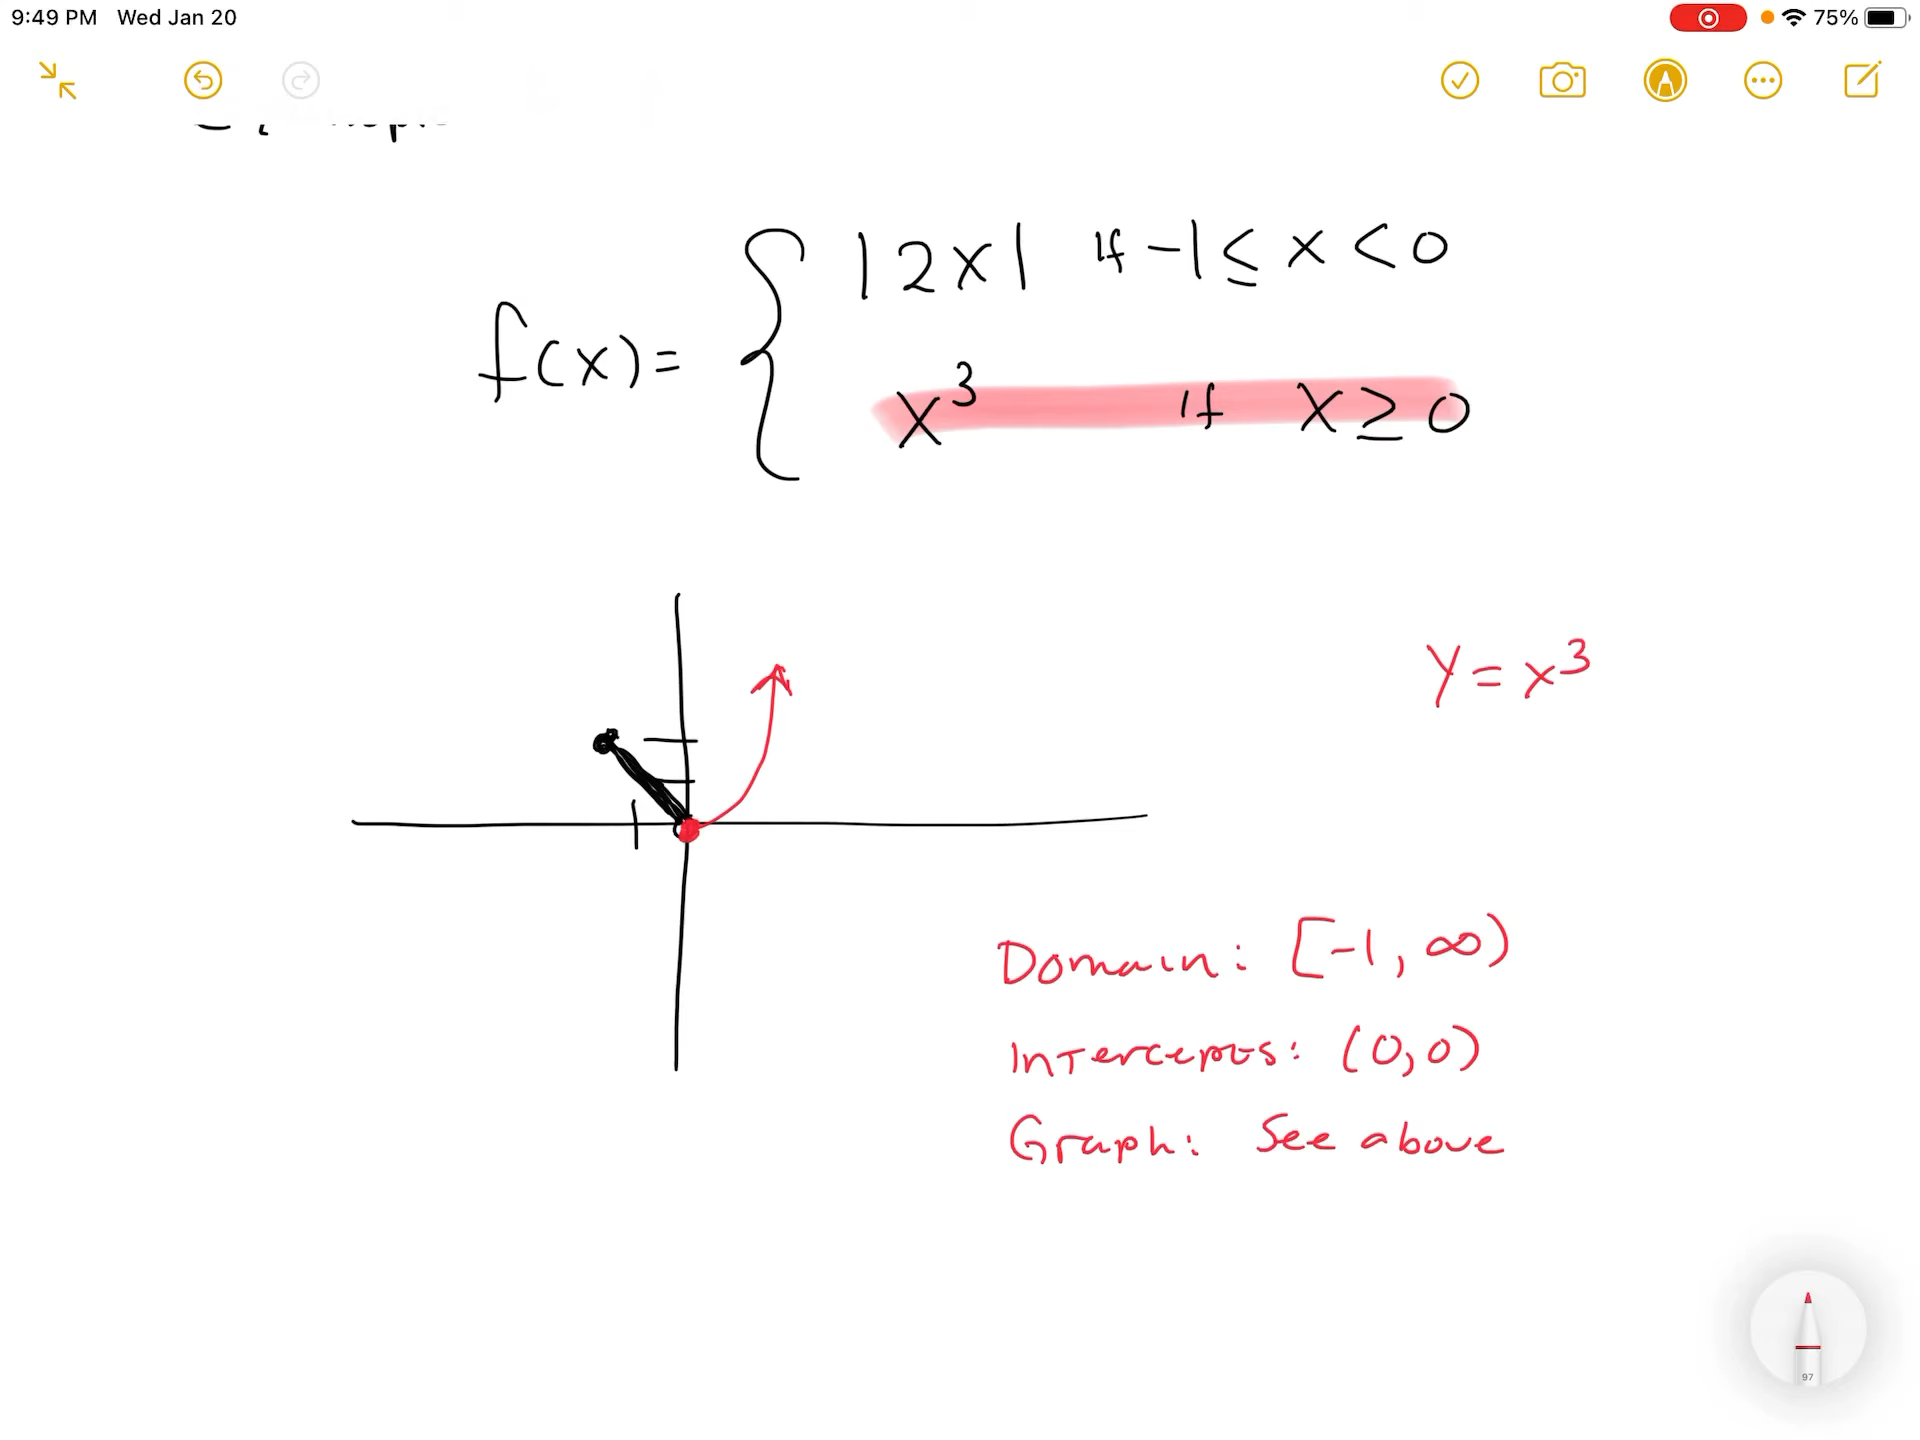 9:49 PM Wed Jan 20
75%
f(x) = { |2x| if -1 ≤ x < 0
x³ if x ≥ 0
y = x³
Domain: [-1, ∞)
Intercepts: (0,0)
Graph: See above
97